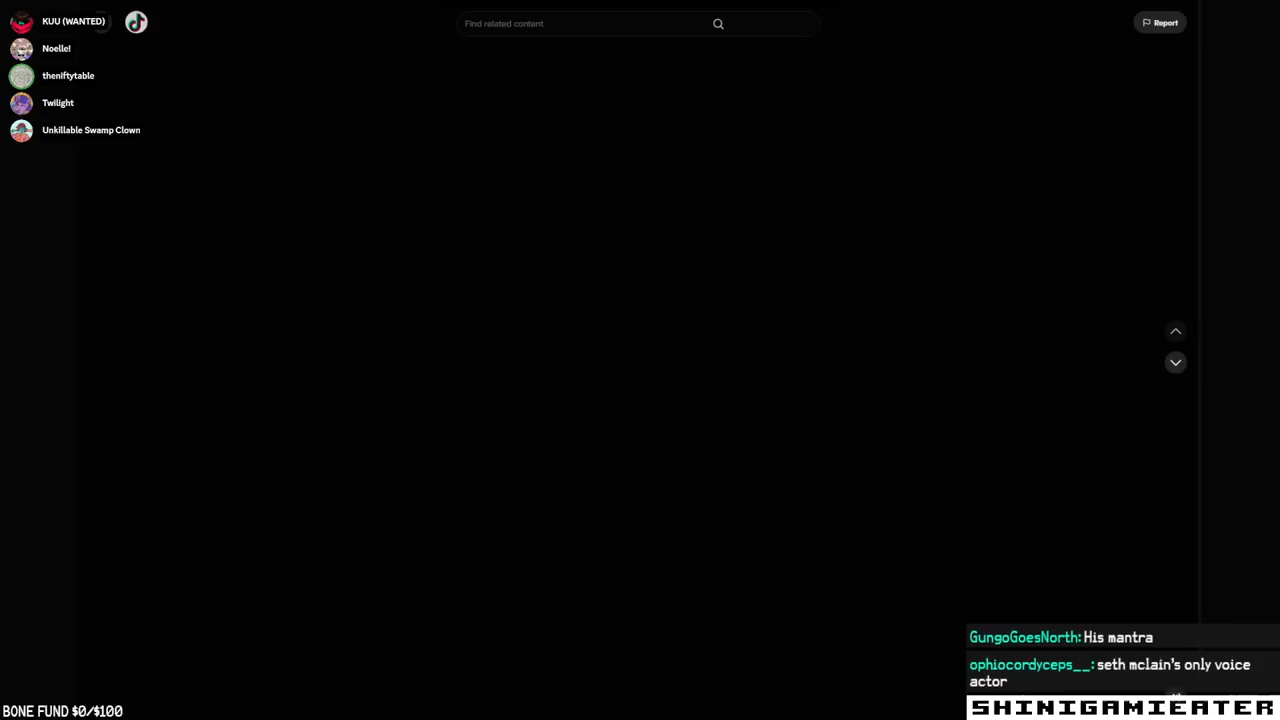 KUU (WANTED)
Find related content
Report
Noelle!
theniftytable
Twilight
Unkillable Swamp Clown
GungoGoesNorth: His mantra
ophiocordyceps__: seth mclain's only voice
actor
SHINIGAMIEATER
BONE FUND $0/$100